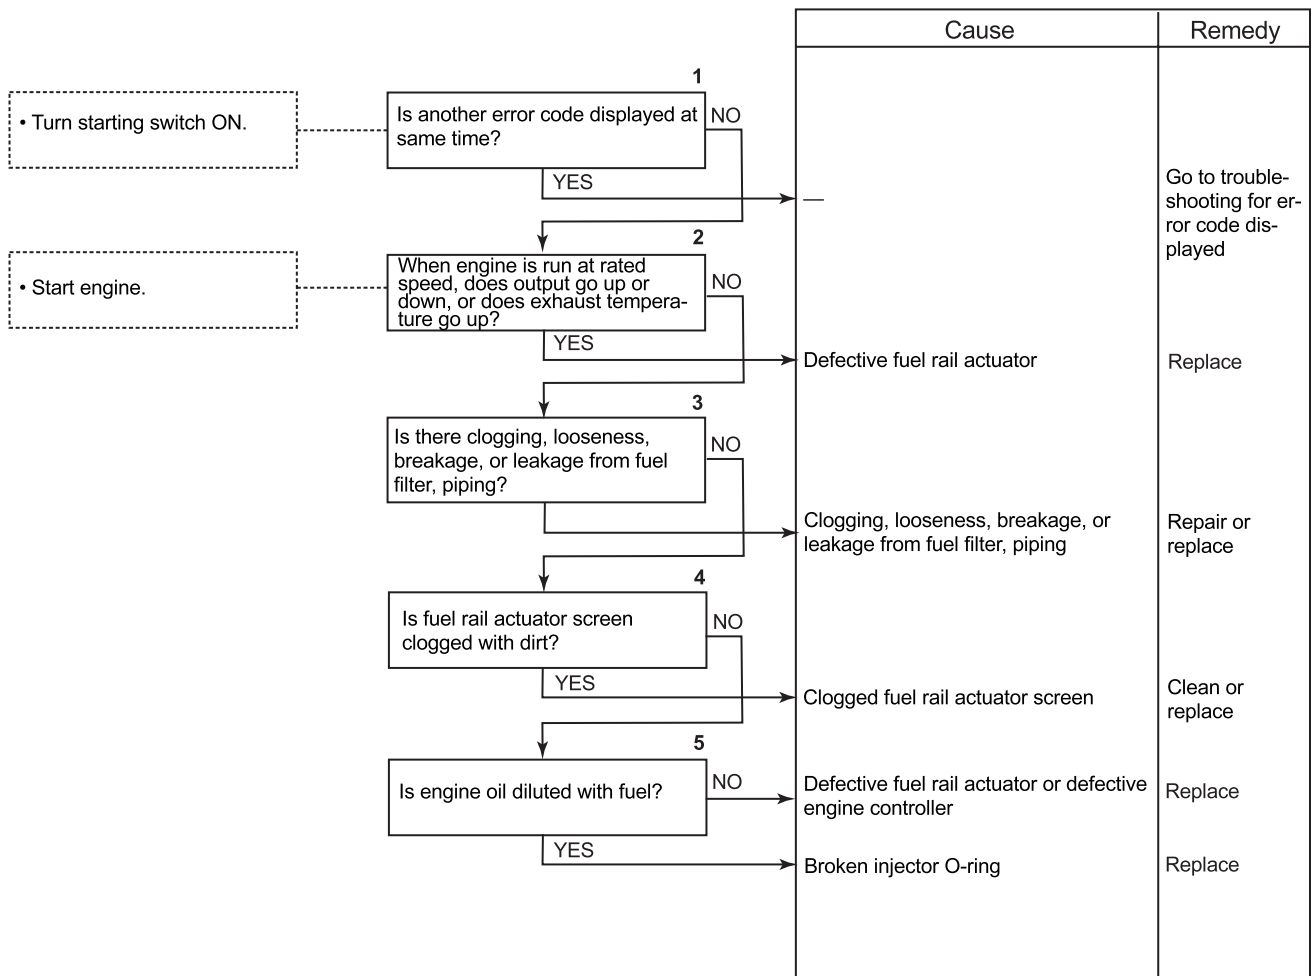 Cause
Remedy
1
• Turn starting switch ON.
Is another error code displayed at
same time?
NO
YES
—
Go to trouble-
shooting for er-
ror code dis-
played
2
• Start engine.
When engine is run at rated
speed, does output go up or
down, or does exhaust tempera-
ture go up?
NO
YES
Defective fuel rail actuator
Replace
3
Is there clogging, looseness,
breakage, or leakage from fuel
filter, piping?
NO
Clogging, looseness, breakage, or
leakage from fuel filter, piping
Repair or
replace
4
Is fuel rail actuator screen
clogged with dirt?
NO
YES
Clogged fuel rail actuator screen
Clean or
replace
5
Is engine oil diluted with fuel?
NO
Defective fuel rail actuator or defective
engine controller
Replace
YES
Broken injector O-ring
Replace